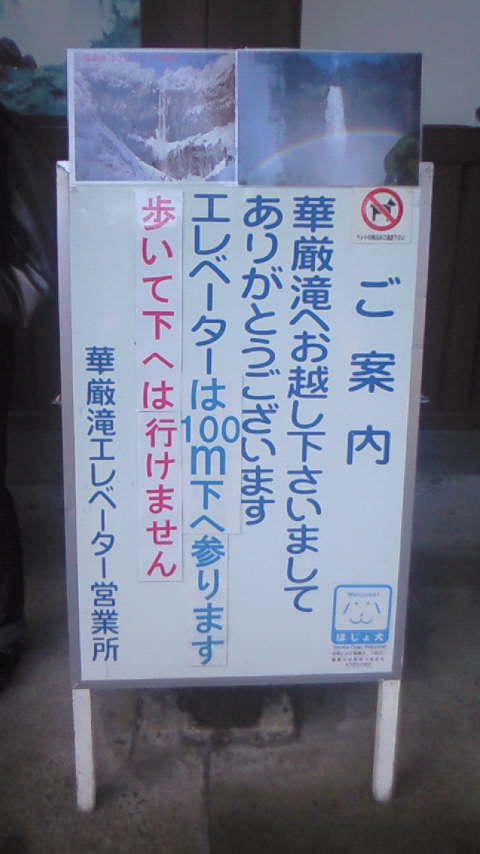 ご案内
華厳滝へお越し下さいまして
ありがとうございます
エレベーターは100m下へ参ります
歩いて下へは行けません
華厳滝エレベーター営業所
Welcome!
ほじょ犬